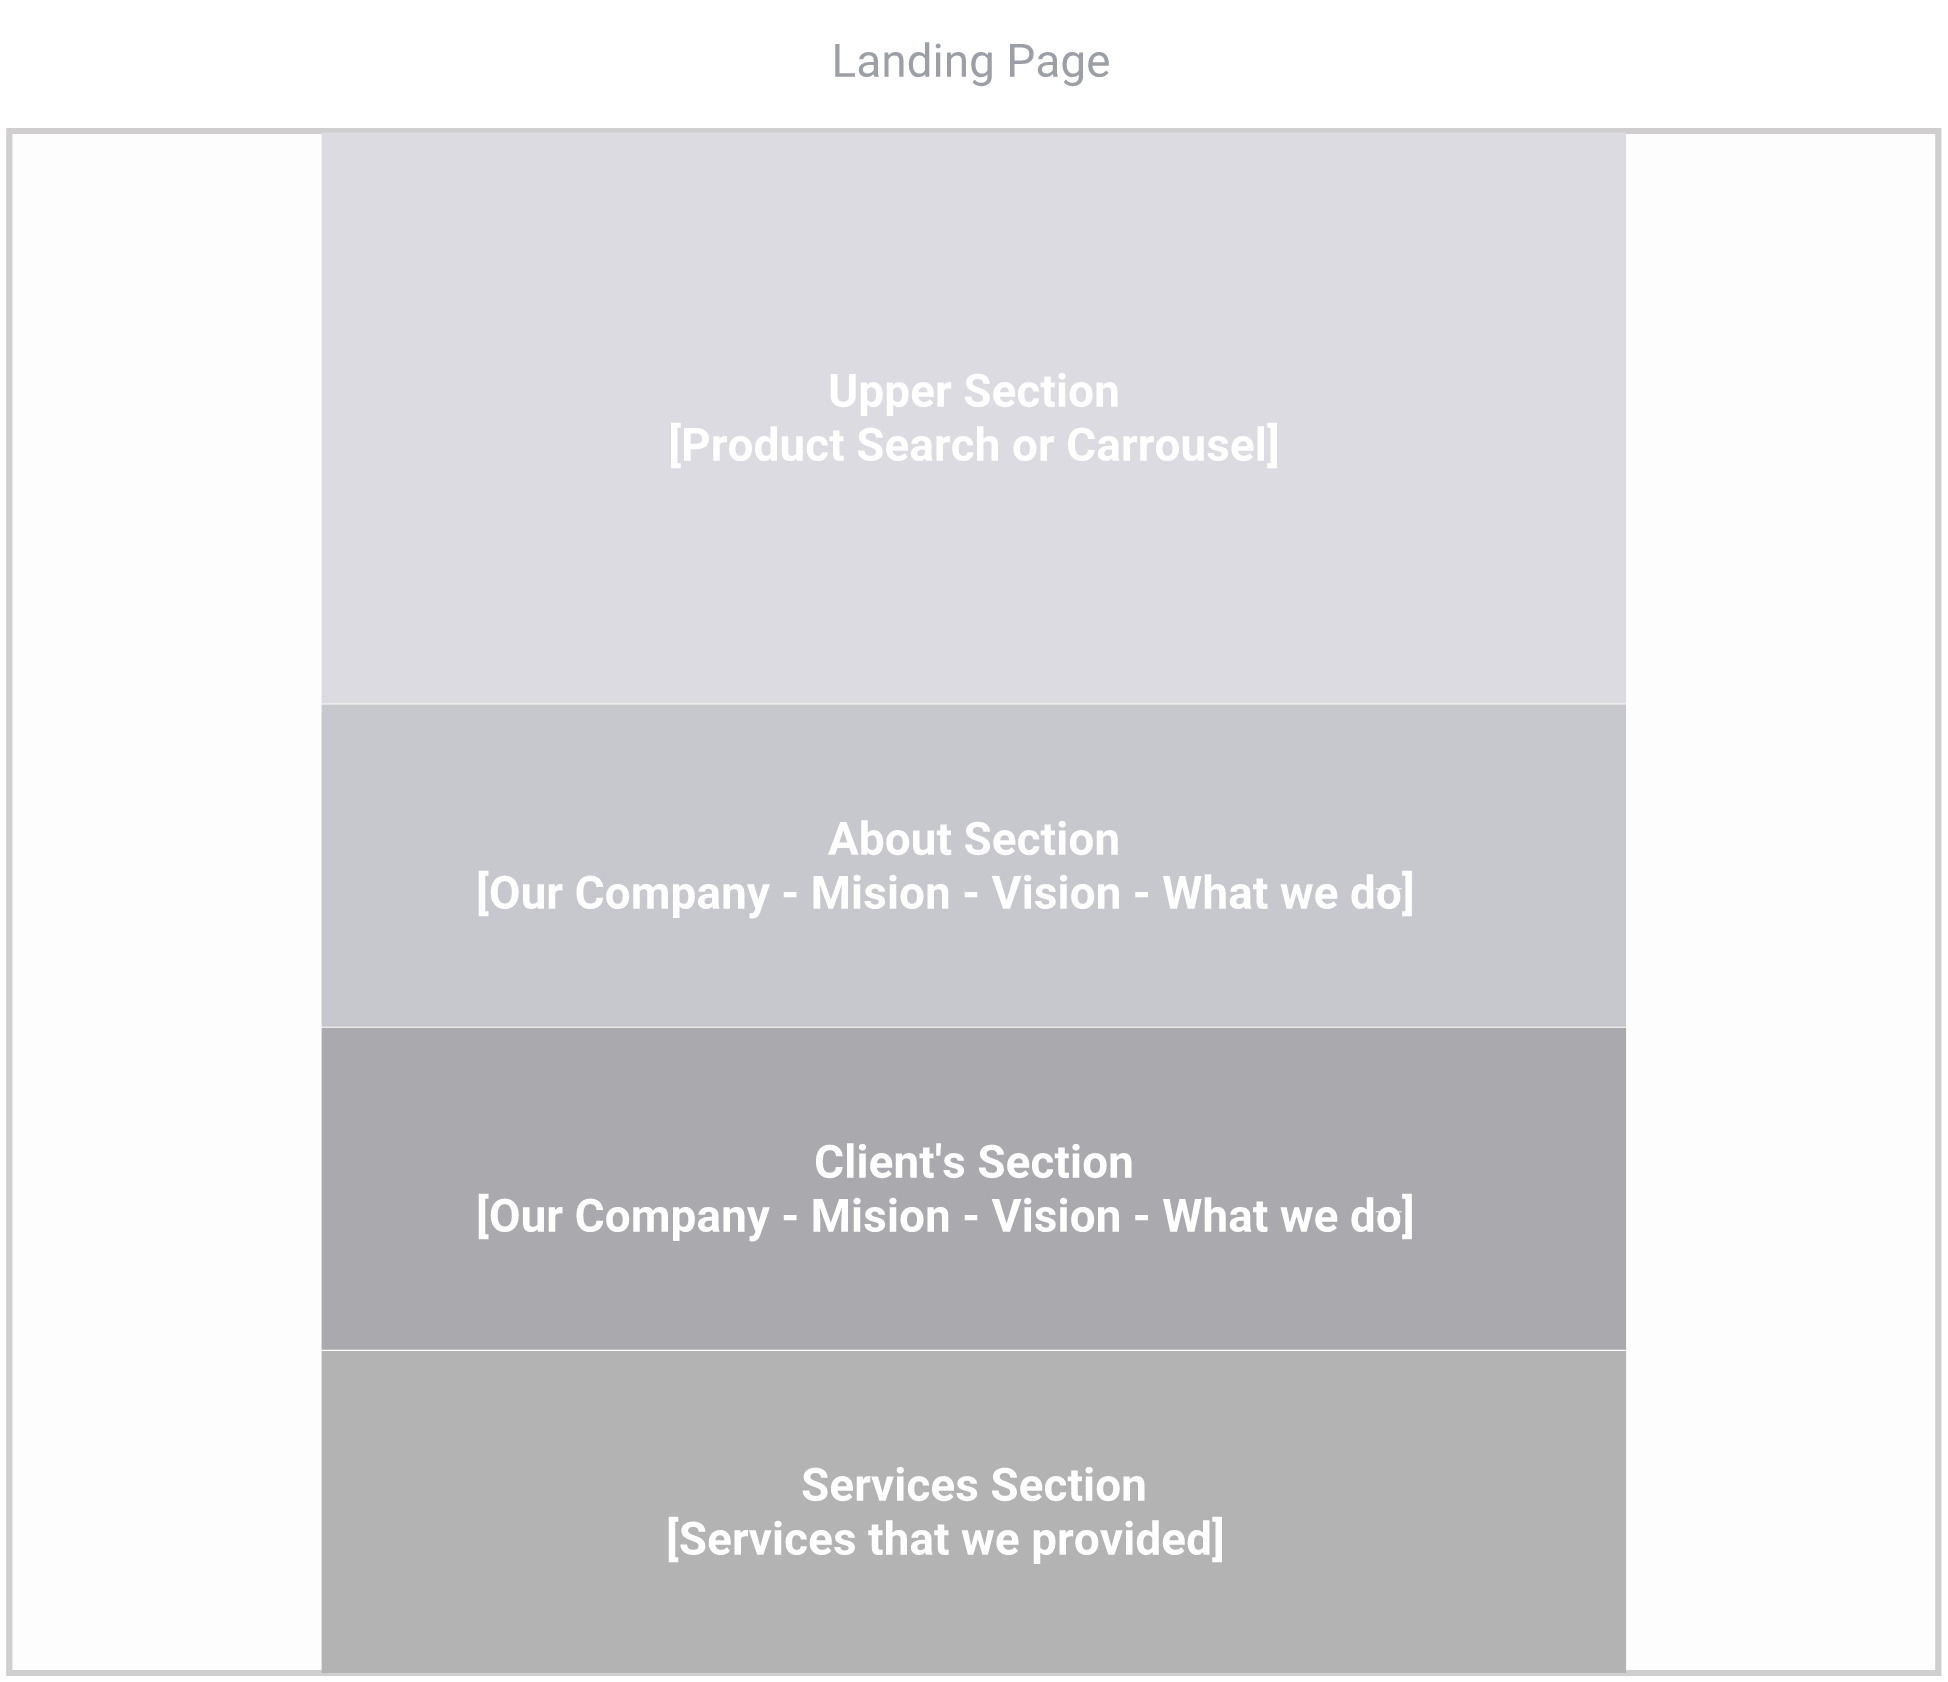 Landing Page
Upper Section
[Product Search or Carrousel]
About Section
[Our Company - Mision - Vision - What we do]
Client's Section
[Our Company - Mision - Vision - What we do]
Services Section
[Services that we provided]